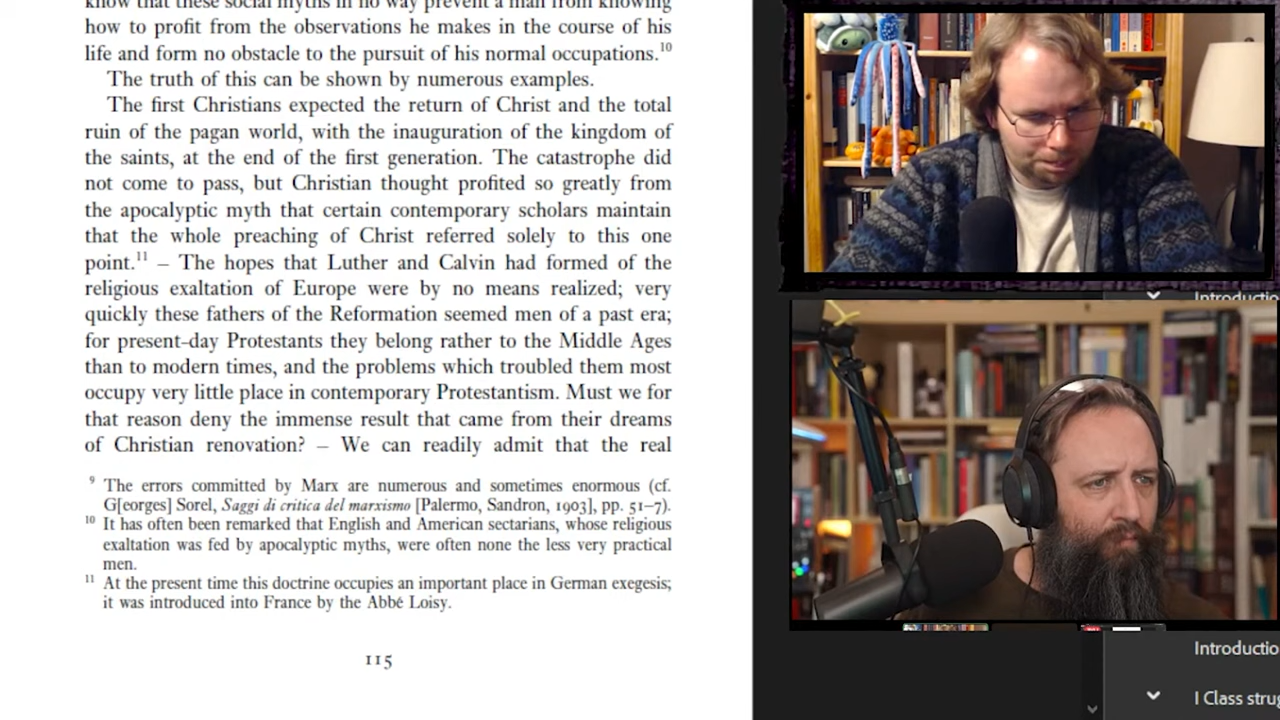 know that these social myths in no way prevent a man from knowing
how to profit from the observations he makes in the course of his
life and form no obstacle to the pursuit of his normal occupations.¹⁰
The truth of this can be shown by numerous examples.
The first Christians expected the return of Christ and the total
ruin of the pagan world, with the inauguration of the kingdom of
the saints, at the end of the first generation. The catastrophe did
not come to pass, but Christian thought profited so greatly from
the apocalyptic myth that certain contemporary scholars maintain
that the whole preaching of Christ referred solely to this one
point.¹¹ – The hopes that Luther and Calvin had formed of the
religious exaltation of Europe were by no means realized; very
quickly these fathers of the Reformation seemed men of a past era;
for present-day Protestants they belong rather to the Middle Ages
than to modern times, and the problems which troubled them most
occupy very little place in contemporary Protestantism. Must we for
that reason deny the immense result that came from their dreams
of Christian renovation? – We can readily admit that the real
⁹ The errors committed by Marx are numerous and sometimes enormous (cf.
G[eorges] Sorel, Saggi di critica del marxismo [Palermo, Sandron, 1903], pp. 51–7).
¹⁰ It has often been remarked that English and American sectarians, whose religious
exaltation was fed by apocalyptic myths, were often none the less very practical
men.
¹¹ At the present time this doctrine occupies an important place in German exegesis;
it was introduced into France by the Abbé Loisy.
115
Introductio
Introductio
I Class strug